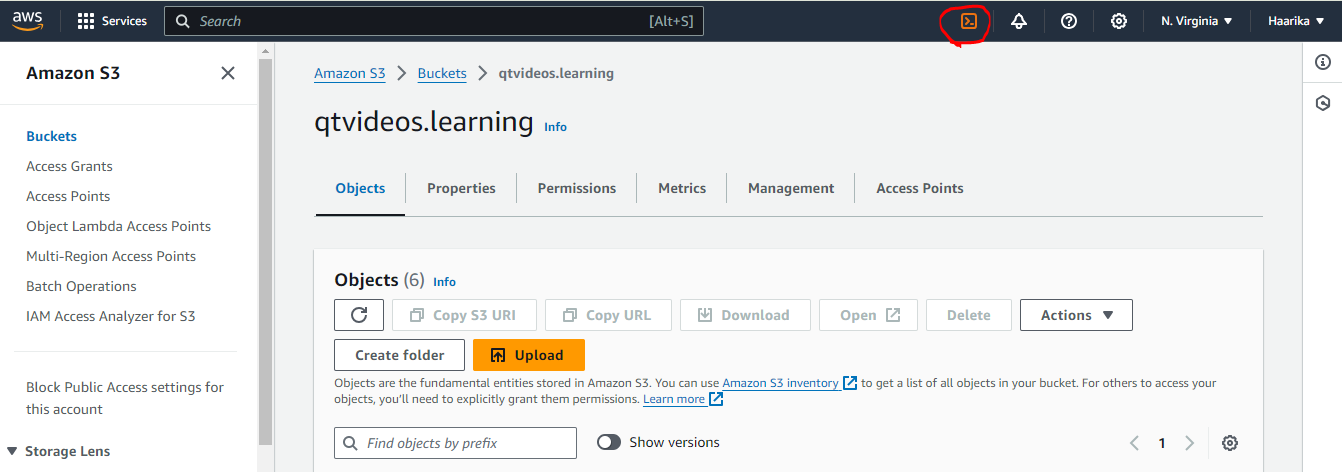 aws Services Search [Alt+S] N. Virginia Haarika
Amazon S3
Buckets
Access Grants
Access Points
Object Lambda Access Points
Multi-Region Access Points
Batch Operations
IAM Access Analyzer for S3
Block Public Access settings for
this account
Storage Lens
Amazon S3 Buckets qtvideos.learning
qtvideos.learning Info
Objects Properties Permissions Metrics Management Access Points
Objects (6) Info
Copy S3 URI Copy URL Download Open Delete Actions
Create folder Upload
Objects are the fundamental entities stored in Amazon S3. You can use Amazon S3 inventory to get a list of all objects in your bucket. For others to access your
objects, you'll need to explicitly grant them permissions. Learn more
Find objects by prefix Show versions 1